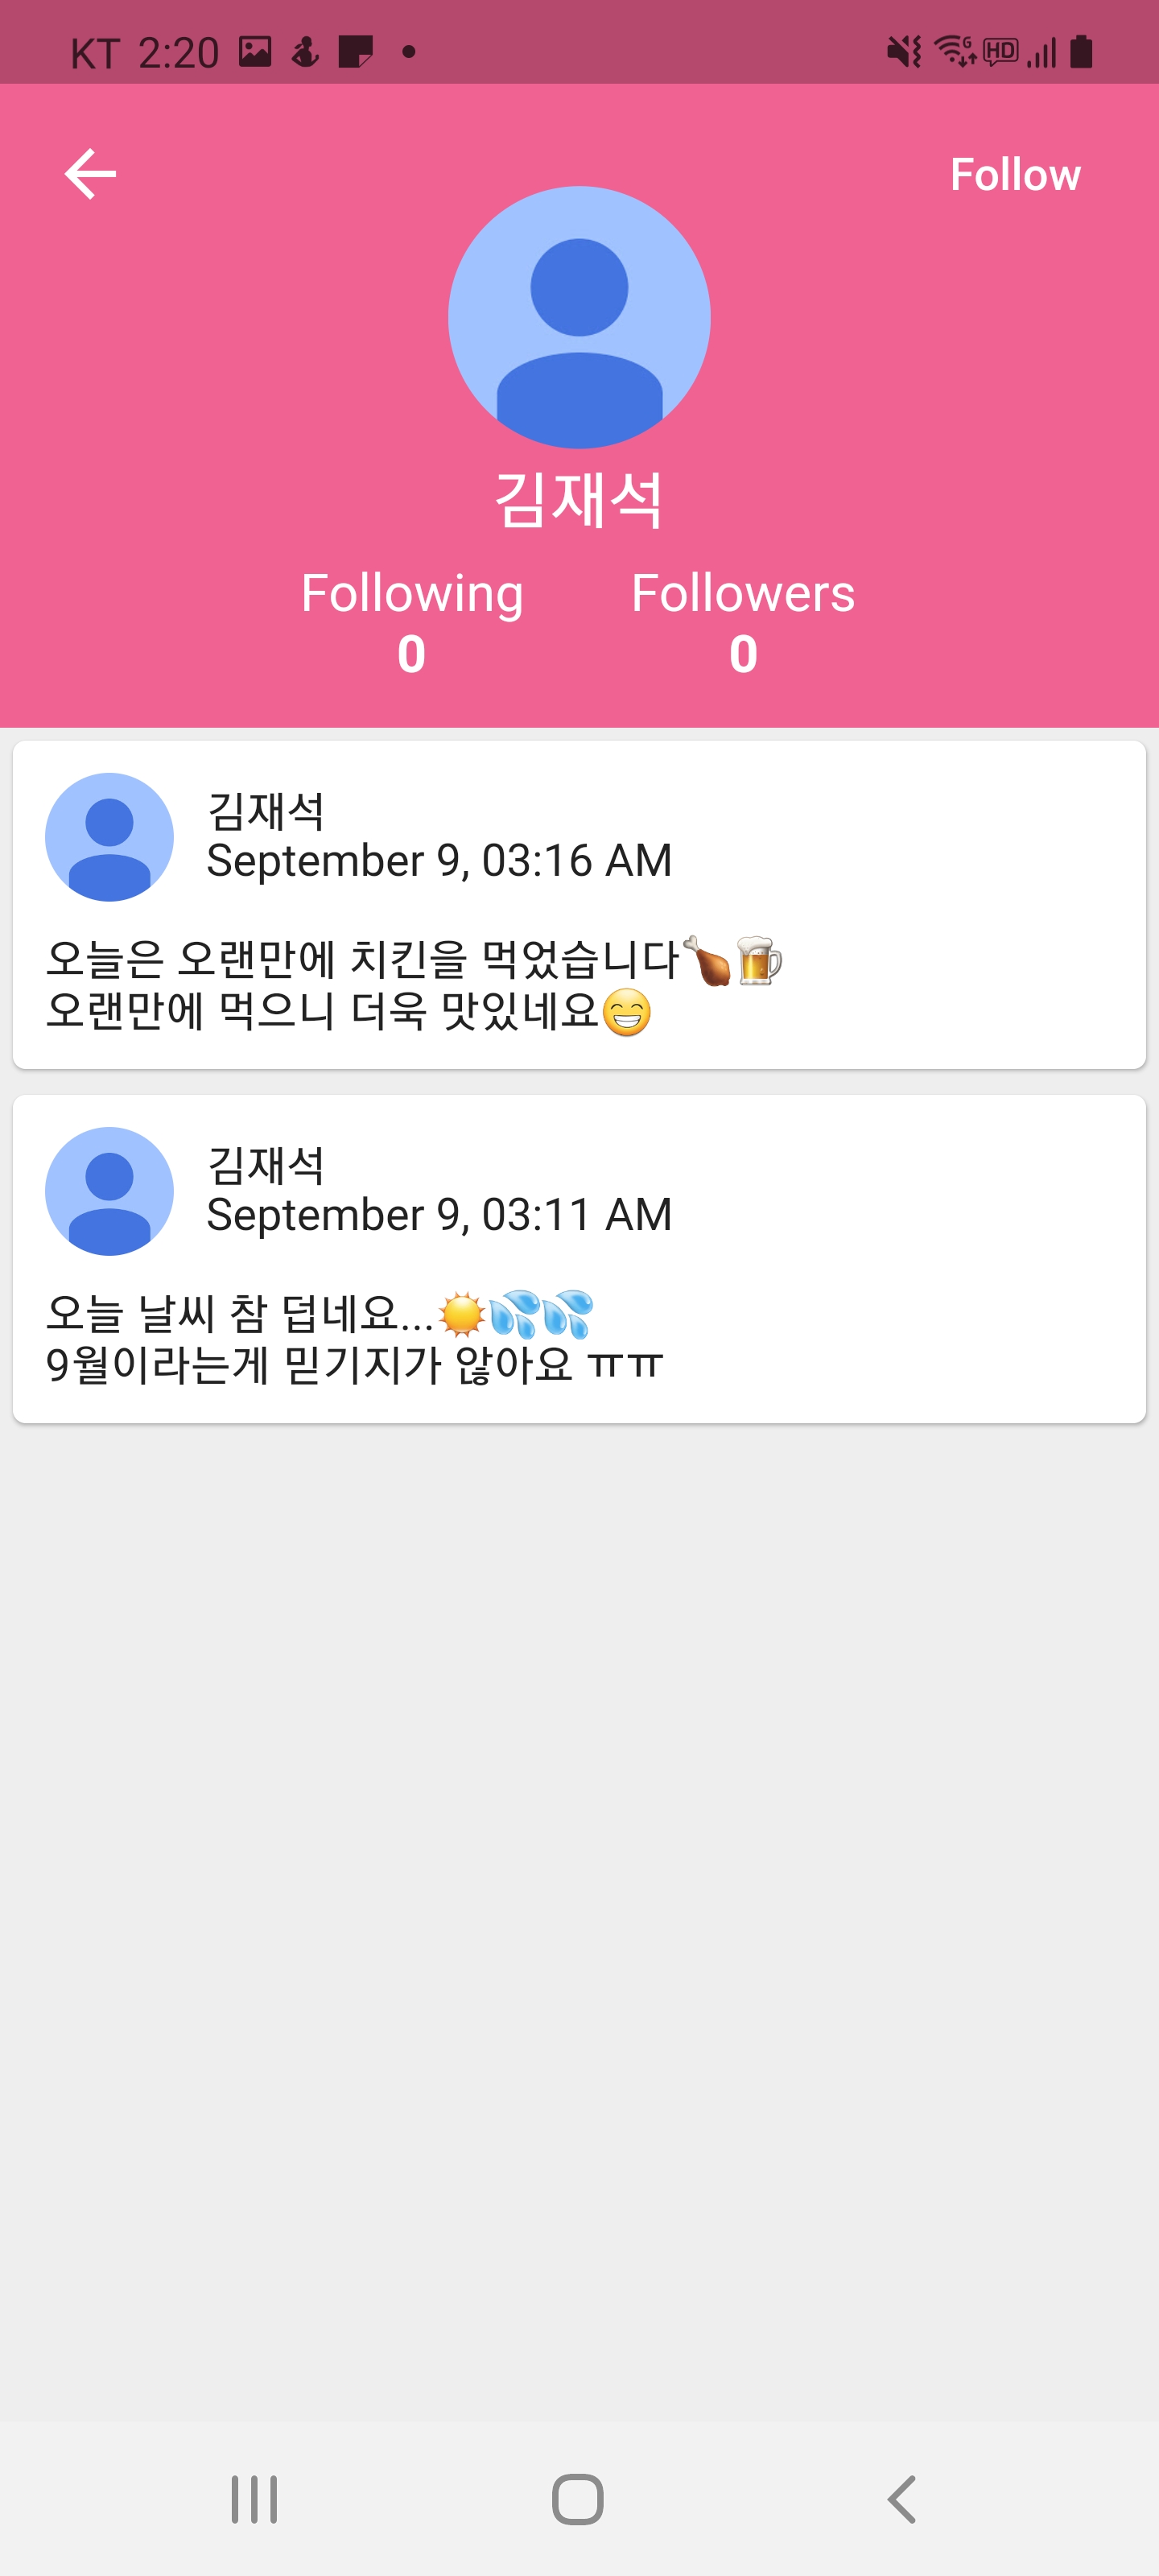 KT 2:20
HD
Follow
김재석
Following Followers
0 0
김재석
September 9, 03:16 AM
오늘은 오랜만에 치킨을 먹었습니다🍗🍺
오랜만에 먹으니 더욱 맛있네요😁
김재석
September 9, 03:11 AM
오늘 날씨 참 덥네요...☀️💦💦
9월이라는게 믿기지가 않아요 ㅠㅠ